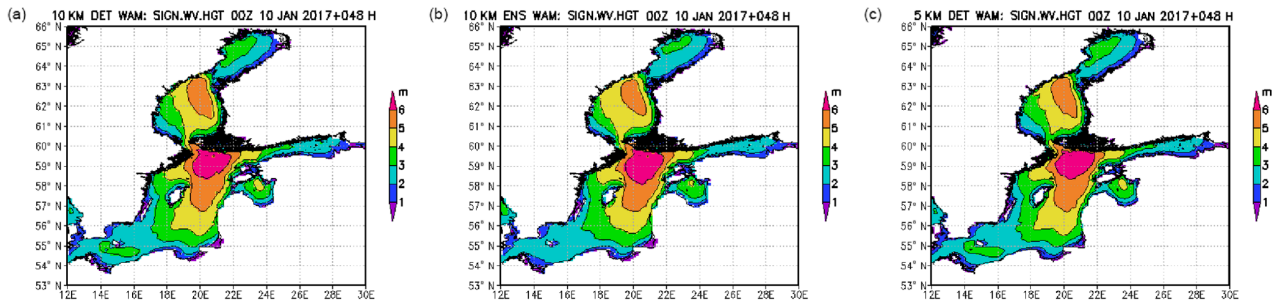 (a)
10 KM DET WAM: SIGN.WV.HGT 00Z 10 JAN 2017+048 H
66° N
65° N
64° N
63° N
62° N
61° N
60° N
59° N
58° N
57° N
56° N
55° N
54° N
53° N
12E 14E 16E 18E 20E 22E 24E 26E 28E 30E
m
6
5
4
3
2
1
(b)
10 KM ENS WAM: SIGN.WV.HGT 00Z 10 JAN 2017+048 H
66° N
65° N
64° N
63° N
62° N
61° N
60° N
59° N
58° N
57° N
56° N
55° N
54° N
53° N
12E 14E 16E 18E 20E 22E 24E 26E 28E 30E
m
6
5
4
3
2
1
(c)
5 KM DET WAM: SIGN.WV.HGT 00Z 10 JAN 2017+048 H
66° N
65° N
64° N
63° N
62° N
61° N
60° N
59° N
58° N
57° N
56° N
55° N
54° N
53° N
12E 14E 16E 18E 20E 22E 24E 26E 28E 30E
m
6
5
4
3
2
1